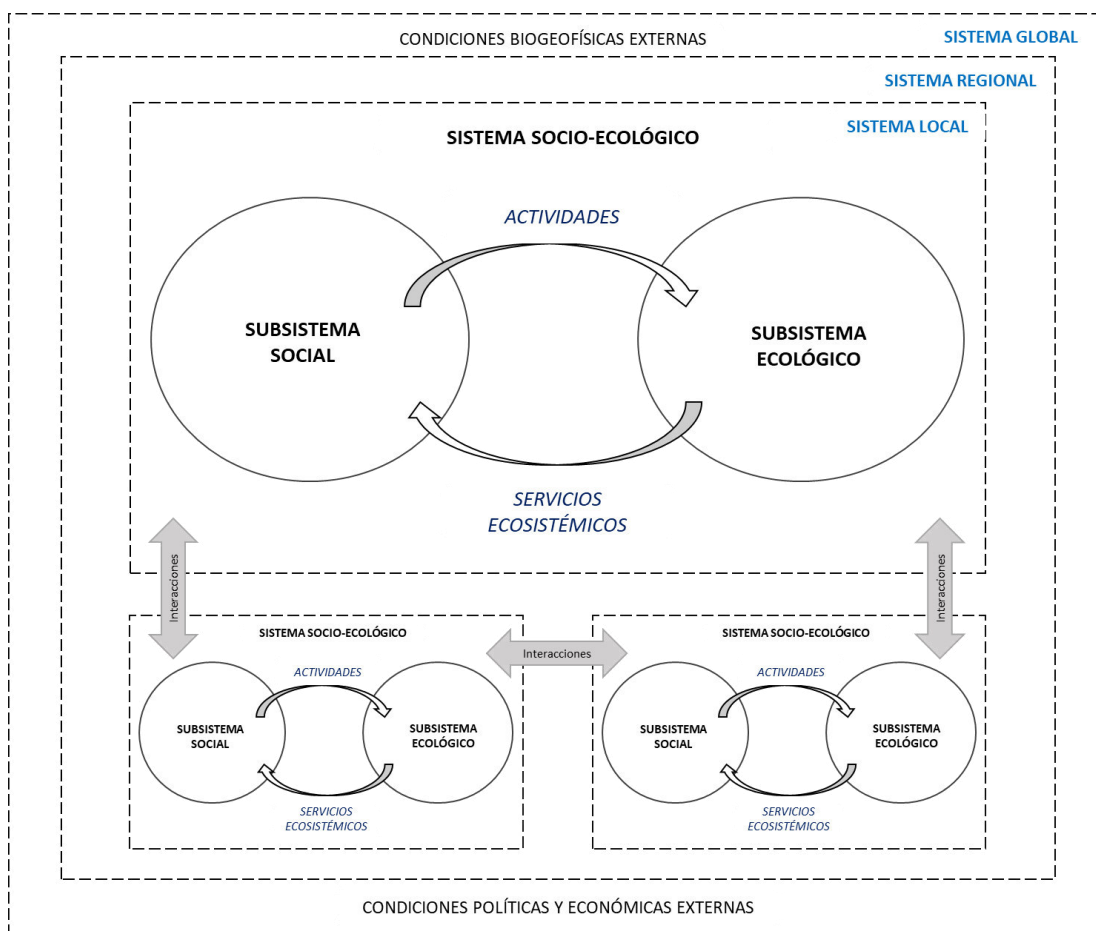 CONDICIONES BIOGEOFÍSICAS EXTERNAS
SISTEMA GLOBAL
SISTEMA REGIONAL
SISTEMA LOCAL
SISTEMA SOCIO-ECOLÓGICO
ACTIVIDADES
SUBSISTEMA
SOCIAL
SUBSISTEMA
ECOLÓGICO
SERVICIOS
ECOSISTÉMICOS
Interacciones
Interacciones
SISTEMA SOCIO-ECOLÓGICO
ACTIVIDADES
SUBSISTEMA
SOCIAL
SUBSISTEMA
ECOLÓGICO
SERVICIOS
ECOSISTÉMICOS
Interacciones
SISTEMA SOCIO-ECOLÓGICO
ACTIVIDADES
SUBSISTEMA
SOCIAL
SUBSISTEMA
ECOLÓGICO
SERVICIOS
ECOSISTÉMICOS
CONDICIONES POLÍTICAS Y ECONÓMICAS EXTERNAS